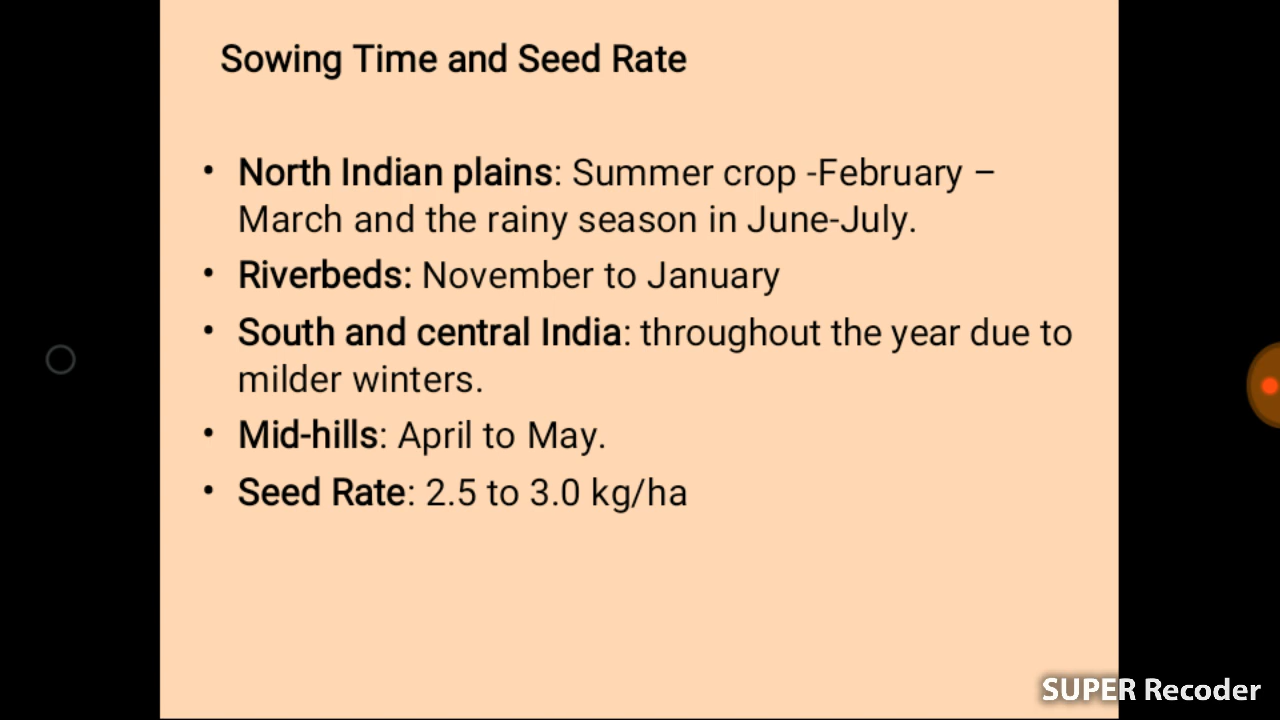 Sowing Time and Seed Rate
• North Indian plains: Summer crop -February –
March and the rainy season in June-July.
• Riverbeds: November to January
• South and central India: throughout the year due to
milder winters.
• Mid-hills: April to May.
• Seed Rate: 2.5 to 3.0 kg/ha
SUPER Recoder